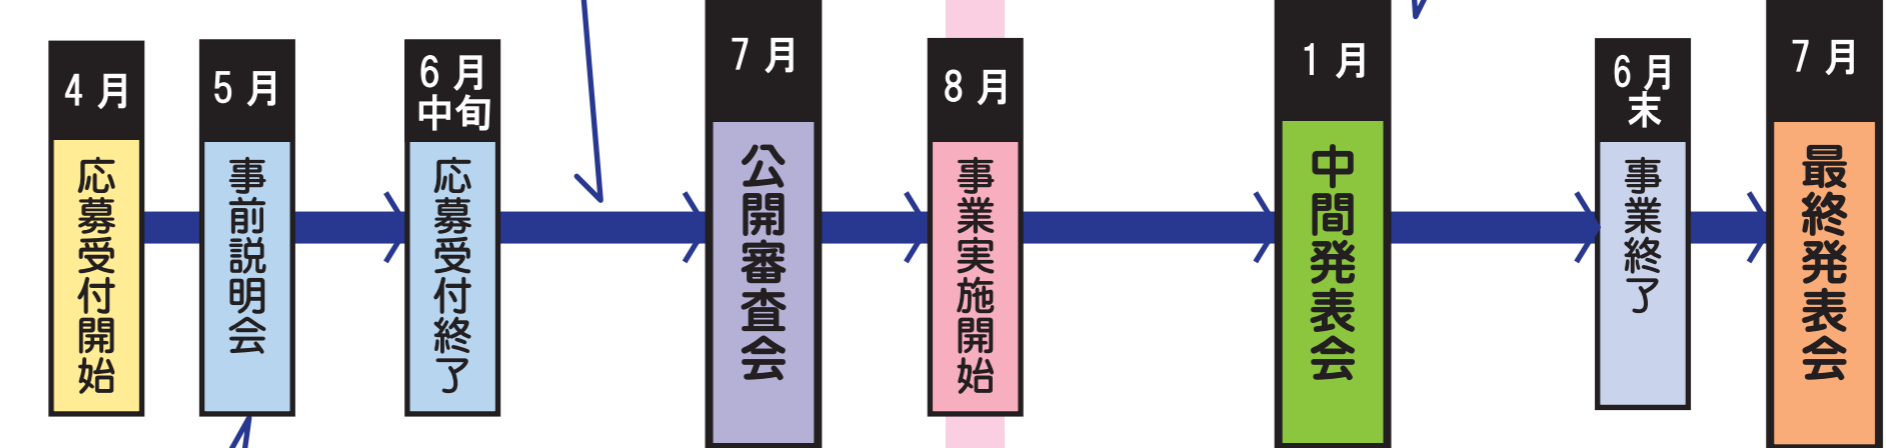 4月
応募受付開始
5月
事前説明会
6月
中旬
応募受付終了
7月
公開審査会
8月
事業実施開始
1月
中間発表会
6月
末
事業終了
7月
最終発表会